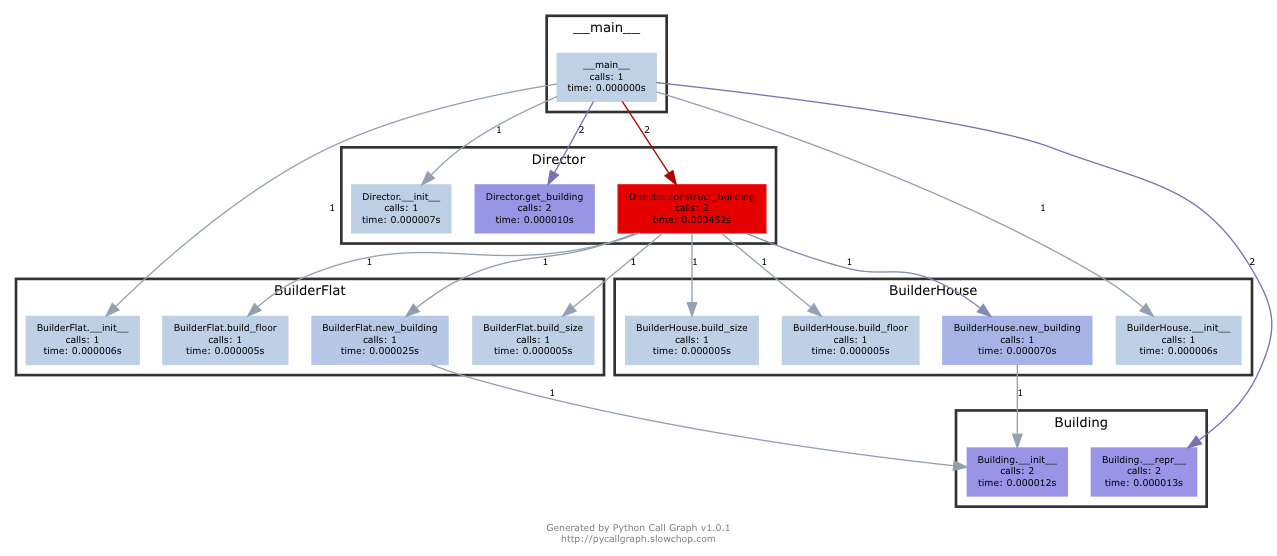 __main__
__main__
calls: 1
time: 0.000000s
1
2
2
1
1
2
Director
Director.__init__
calls: 1
time: 0.000007s
Director.get_building
calls: 2
time: 0.000010s
Director.construct_building
calls: 2
time: 0.000452s
1
1
1
1
1
1
BuilderFlat
BuilderFlat.__init__
calls: 1
time: 0.000006s
BuilderFlat.build_floor
calls: 1
time: 0.000005s
BuilderFlat.new_building
calls: 1
time: 0.000025s
BuilderFlat.build_size
calls: 1
time: 0.000005s
BuilderHouse
BuilderHouse.build_size
calls: 1
time: 0.000005s
BuilderHouse.build_floor
calls: 1
time: 0.000005s
BuilderHouse.new_building
calls: 1
time: 0.000070s
BuilderHouse.__init__
calls: 1
time: 0.000006s
1
1
Building
Building.__init__
calls: 2
time: 0.000012s
Building.__repr__
calls: 2
time: 0.000013s
Generated by Python Call Graph v1.0.1
http://pycallgraph.slowchop.com